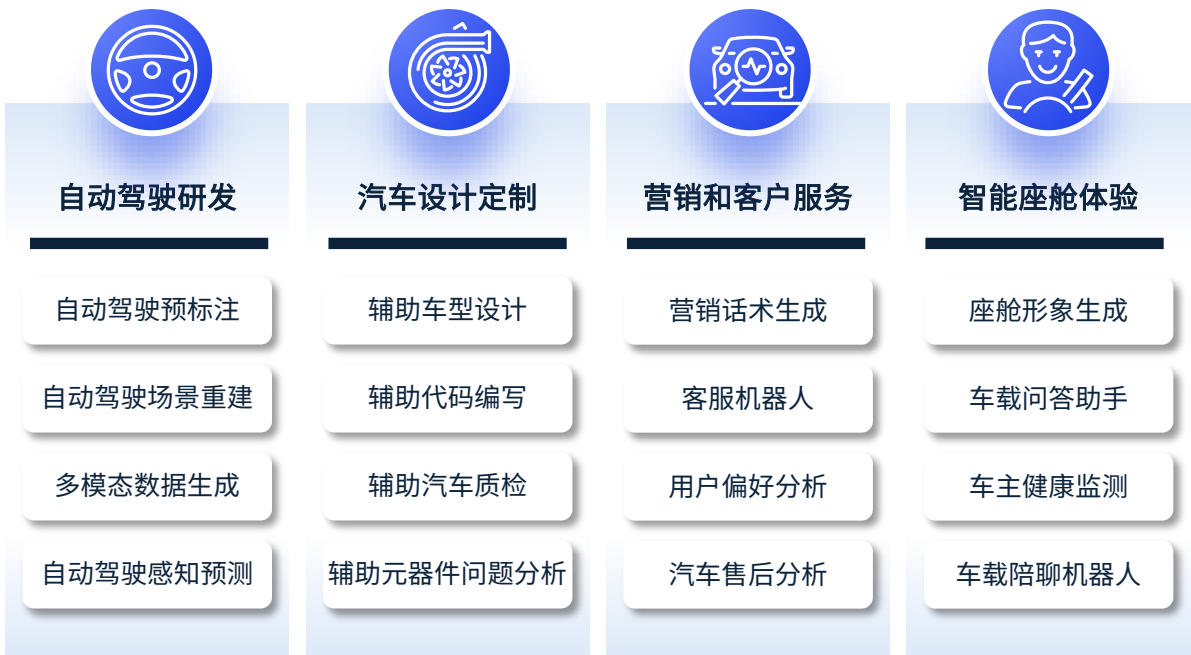 自动驾驶研发
自动驾驶预标注
自动驾驶场景重建
多模态数据生成
自动驾驶感知预测
汽车设计定制
辅助车型设计
辅助代码编写
辅助汽车质检
辅助元器件问题分析
营销和客户服务
营销话术生成
客服机器人
用户偏好分析
汽车售后分析
智能座舱体验
座舱形象生成
车载问答助手
车主健康监测
车载陪聊机器人